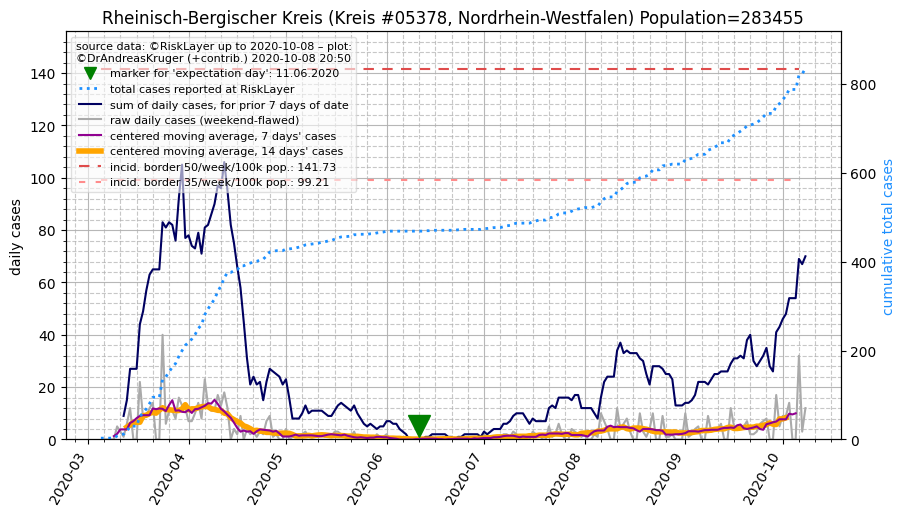 Rheinisch-Bergischer Kreis (Kreis #05378, Nordrhein-Westfalen) Population=283455
source data: ©RiskLayer up to 2020-10-08 – plot:
©DrAndreasKruger (+contrib.) 2020-10-08 20:50
marker for 'expectation day': 11.06.2020
total cases reported at RiskLayer
sum of daily cases, for prior 7 days of date
raw daily cases (weekend-flawed)
centered moving average, 7 days' cases
centered moving average, 14 days' cases
incid. border 50/week/100k pop.: 141.73
incid. border 35/week/100k pop.: 99.21
daily cases
140
120
100
80
60
40
20
0
cumulative total cases
800
600
400
200
0
2020-03
2020-04
2020-05
2020-06
2020-07
2020-08
2020-09
2020-10